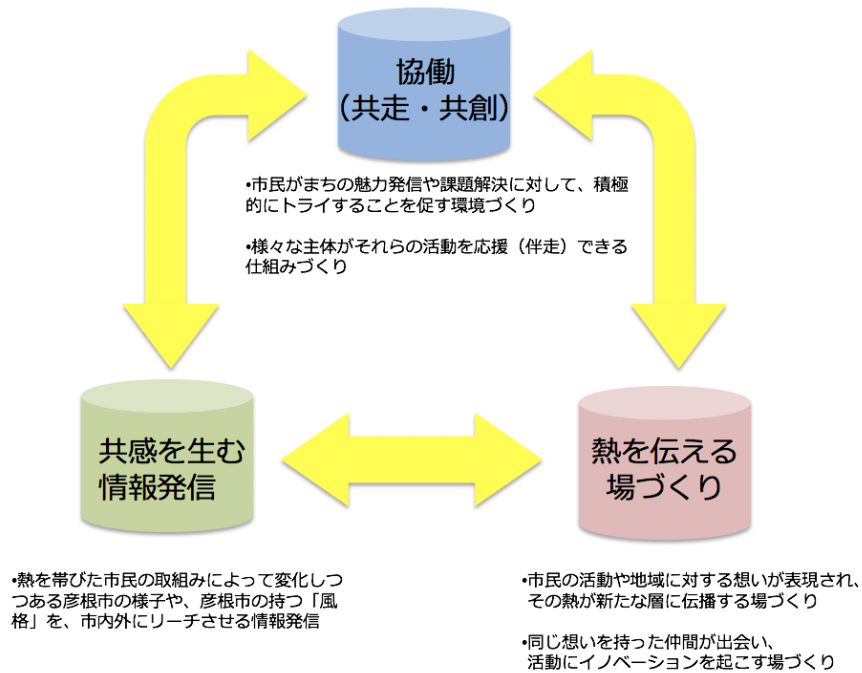 協働
（共走・共創）
•市民がまちの魅力発信や課題解決に対して、積極
的にトライすることを促す環境づくり
•様々な主体がそれらの活動を応援（伴走）できる
仕組みづくり
共感を生む
情報発信
熱を伝える
場づくり
•熱を帯びた市民の取組みによって変化しつ
つある彦根市の様子や、彦根市の持つ「風
格」を、市内外にリーチさせる情報発信
•市民の活動や地域に対する想いが表現され、
その熱が新たな層に伝播する場づくり
•同じ想いを持った仲間が出会い、
活動にイノベーションを起こす場づくり